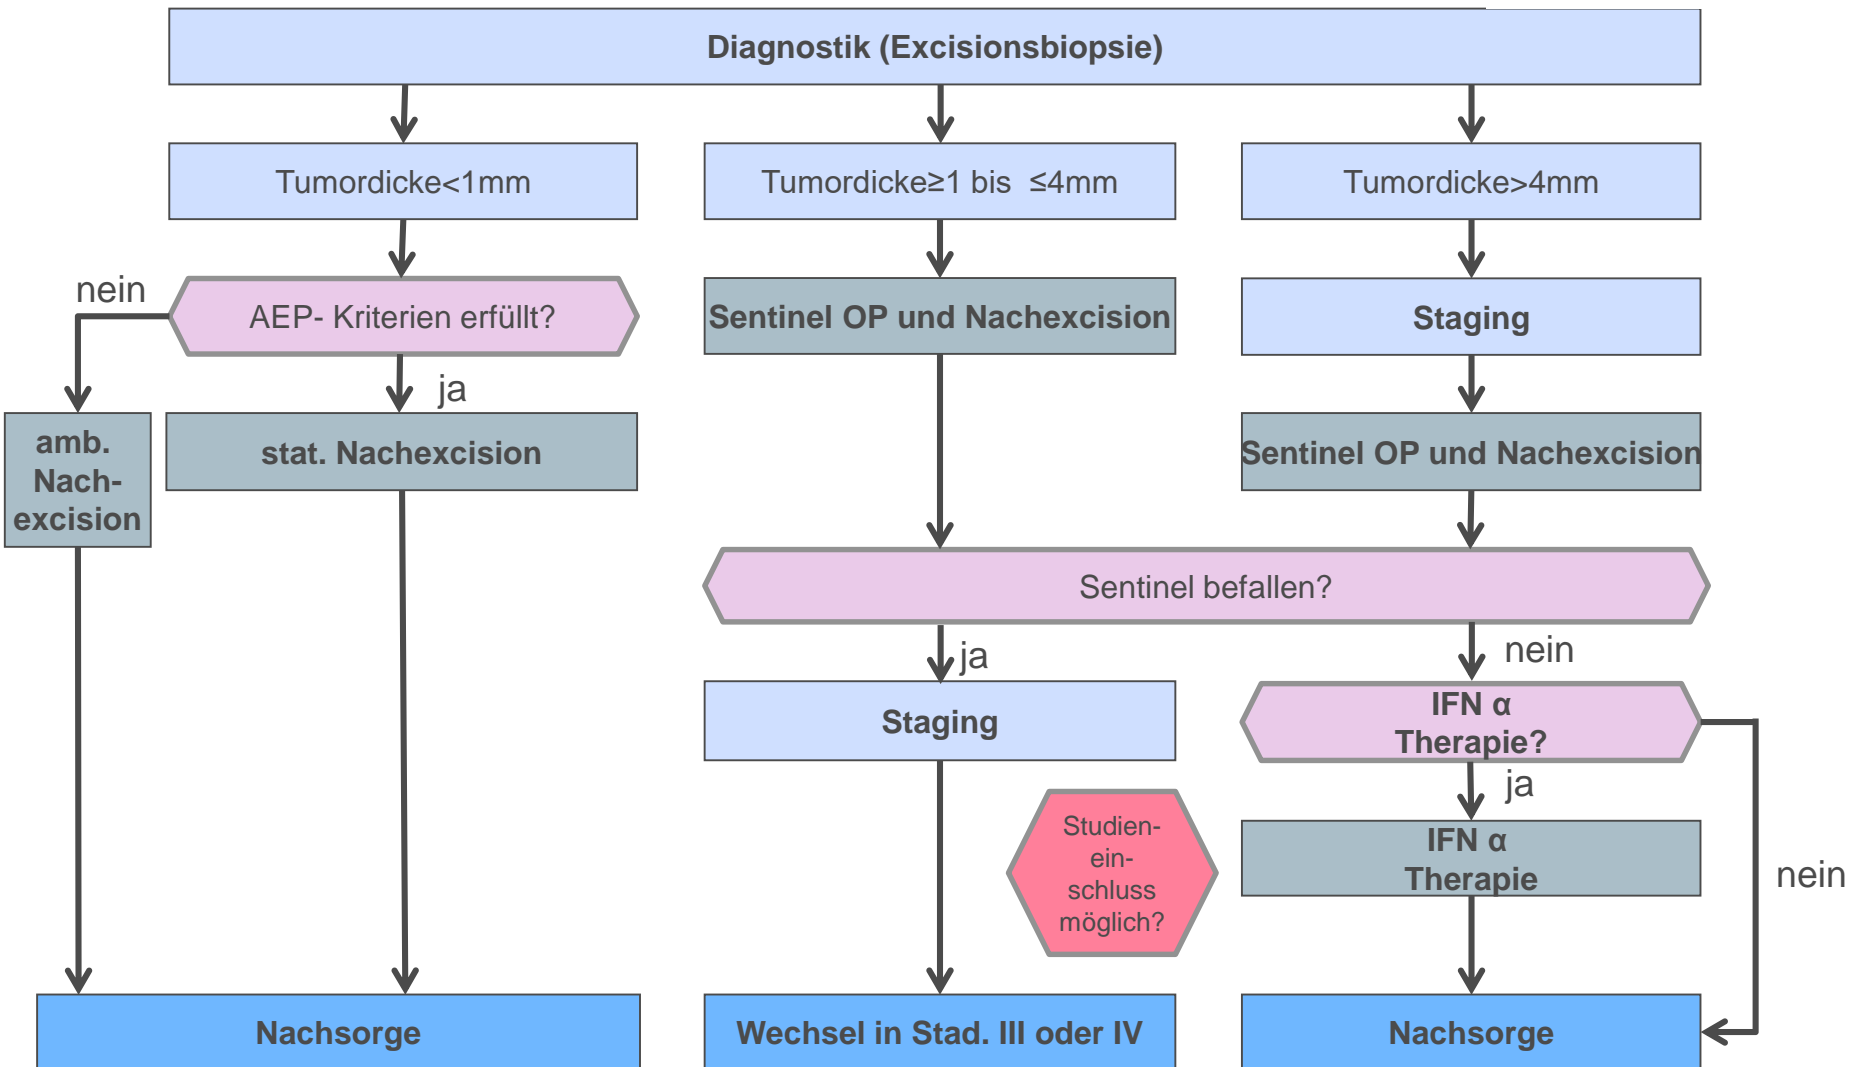 Diagnostik (Excisionsbiopsie)
Tumordicke<1mm
Tumordicke≥1 bis ≤4mm
Tumordicke>4mm
nein
AEP- Kriterien erfüllt?
Sentinel OP und Nachexcision
Staging
ja
amb.
Nach-
excision
stat. Nachexcision
Sentinel OP und Nachexcision
Sentinel befallen?
ja
nein
Staging
IFN α
Therapie?
ja
Studien-
ein-
schluss
möglich?
IFN α
Therapie
nein
Nachsorge
Wechsel in Stad. III oder IV
Nachsorge